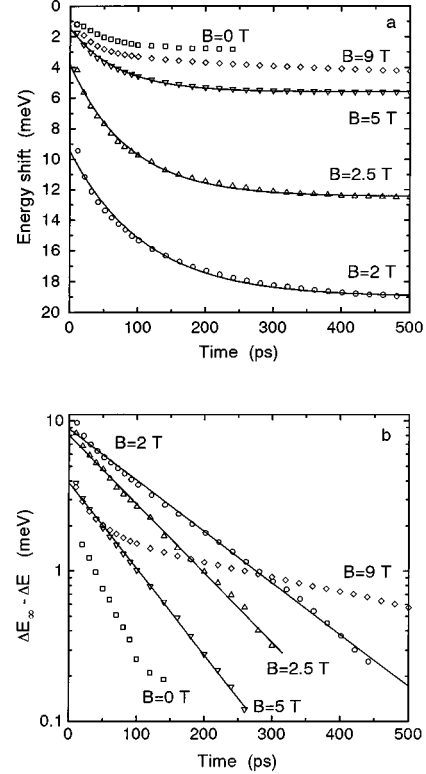 a
0
2
4
6
8
10
12
14
16
18
20
Energy shift (meV)
B=0 T
B=9 T
B=5 T
B=2.5 T
B=2 T
0 100 200 300 400 500
Time (ps)
b
10
1
0.1
ΔE∞ - ΔE (meV)
B=2 T
B=9 T
B=2.5 T
B=0 T
B=5 T
0 100 200 300 400 500
Time (ps)